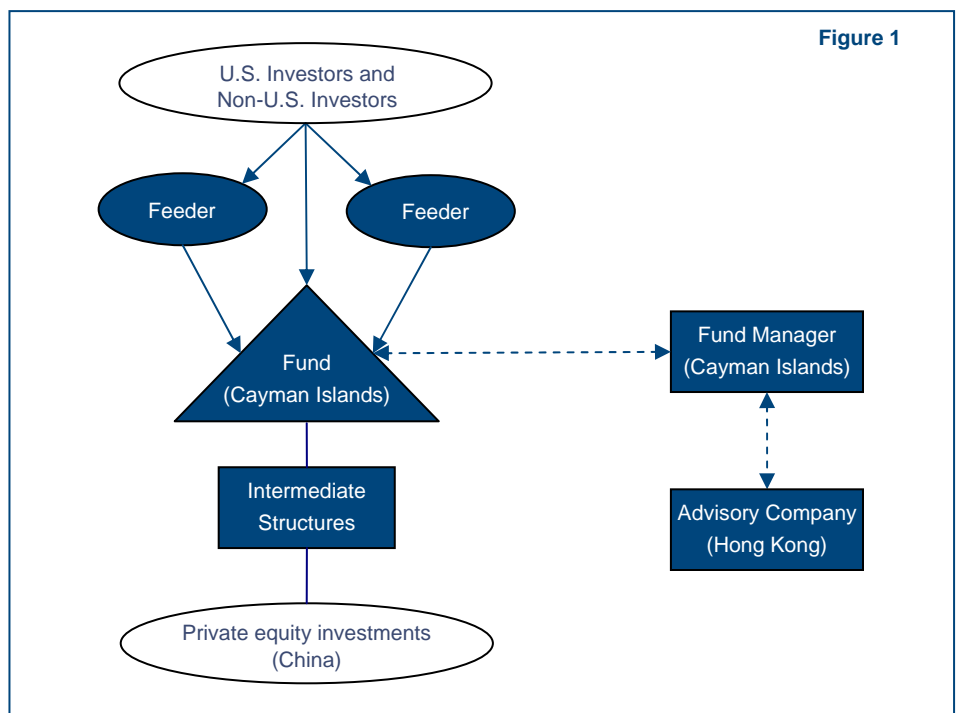 Figure 1
U.S. Investors and
Non-U.S. Investors
Feeder
Feeder
Fund
(Cayman Islands)
Fund Manager
(Cayman Islands)
Intermediate
Structures
Advisory Company
(Hong Kong)
Private equity investments
(China)